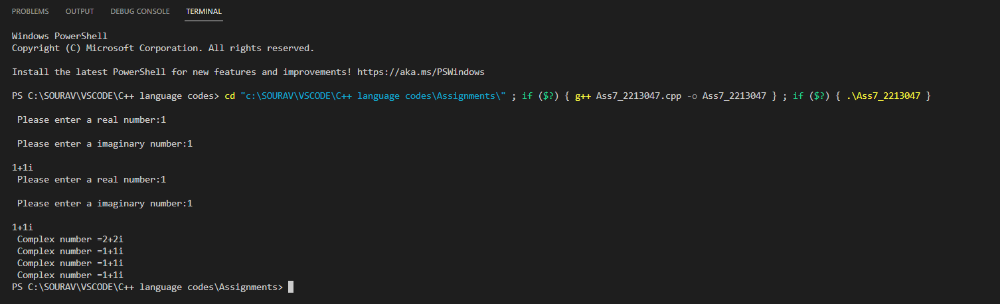 PROBLEMS OUTPUT DEBUG CONSOLE TERMINAL
Windows PowerShell
Copyright (C) Microsoft Corporation. All rights reserved.
Install the latest PowerShell for new features and improvements! https://aka.ms/PSWindows
PS C:\SOURAV\VSCODE\C++ language codes> cd "c:\SOURAV\VSCODE\C++ language codes\Assignments\" ; if ($?) { g++ Ass7_2213047.cpp -o Ass7_2213047 } ; if ($?) { .\Ass7_2213047 }
Please enter a real number:1
Please enter a imaginary number:1
1+1i
Please enter a real number:1
Please enter a imaginary number:1
1+1i
Complex number =2+2i
Complex number =1+1i
Complex number =1+1i
Complex number =1+1i
PS C:\SOURAV\VSCODE\C++ language codes\Assignments>